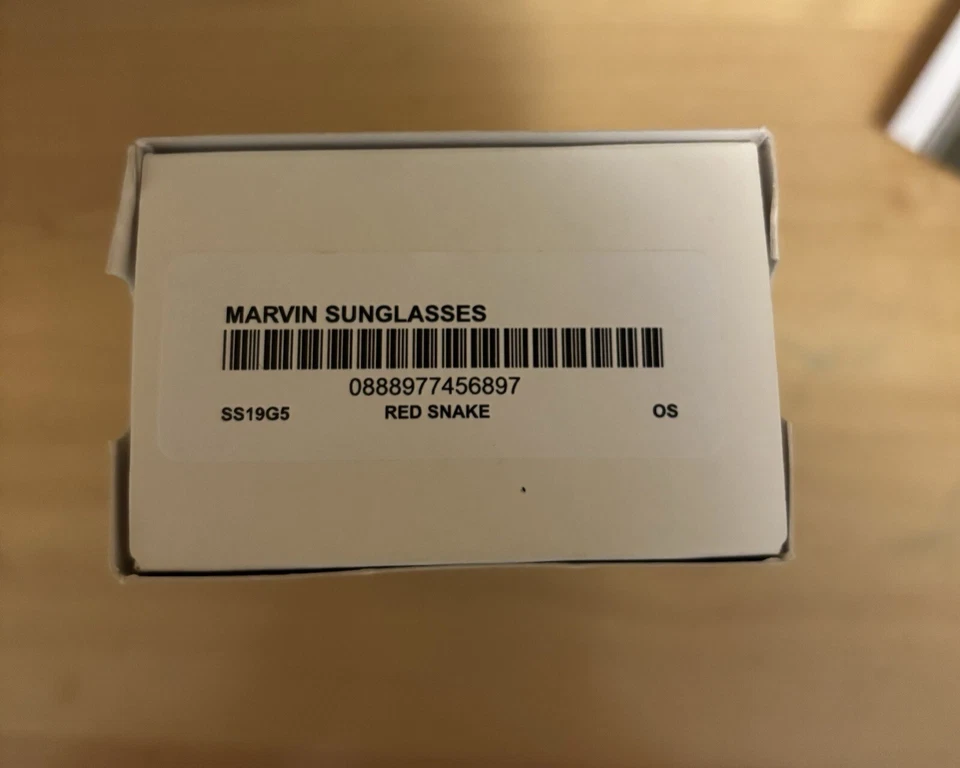 MARVIN SUNGLASSES
0888977456897
SS19G5 RED SNAKE OS